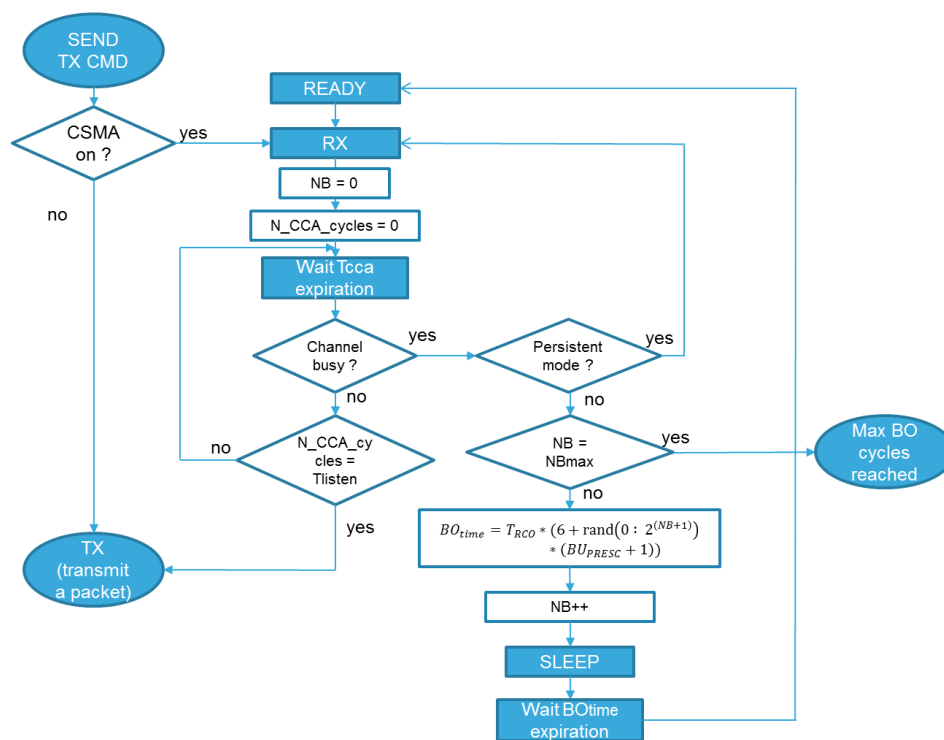 SEND
TX CMD
READY
CSMA
on ?
yes
RX
NB = 0
no
N_CCA_cycles = 0
Wait Tcca
expiration
Channel
busy ?
yes
Persistent
mode ?
yes
no
no
no
N_CCA_cy
cles =
Tlisten
NB =
NBmax
yes
Max BO
cycles
reached
yes
no
BO_time = T_RCO * (6 + rand(0 : 2^(NB+1))
* (BU_PRESC + 1))
TX
(transmit
a packet)
NB++
SLEEP
Wait BOtime
expiration